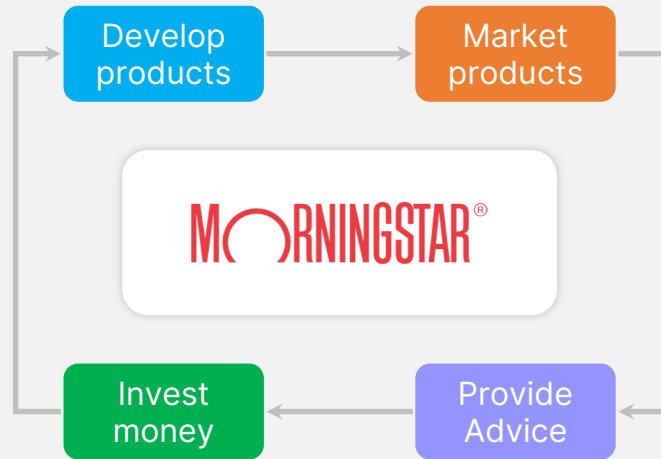 Develop
products
Market
products
MORNINGSTAR®
Invest
money
Provide
Advice